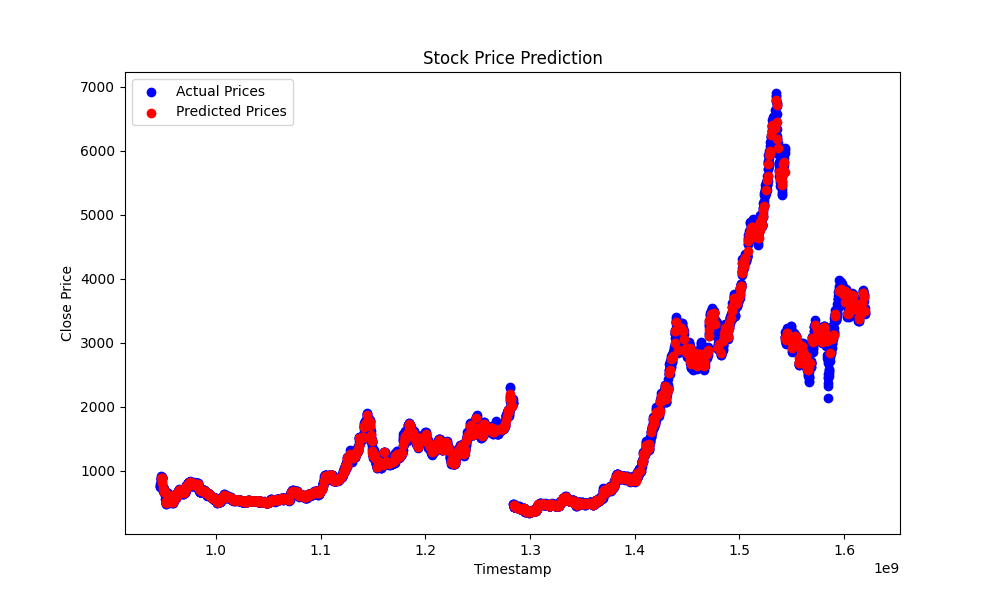 Stock Price Prediction
Actual Prices
Predicted Prices
7000
6000
5000
4000
3000
2000
1000
Close Price
1.0 1.1 1.2 1.3 1.4 1.5 1.6
1e9
Timestamp